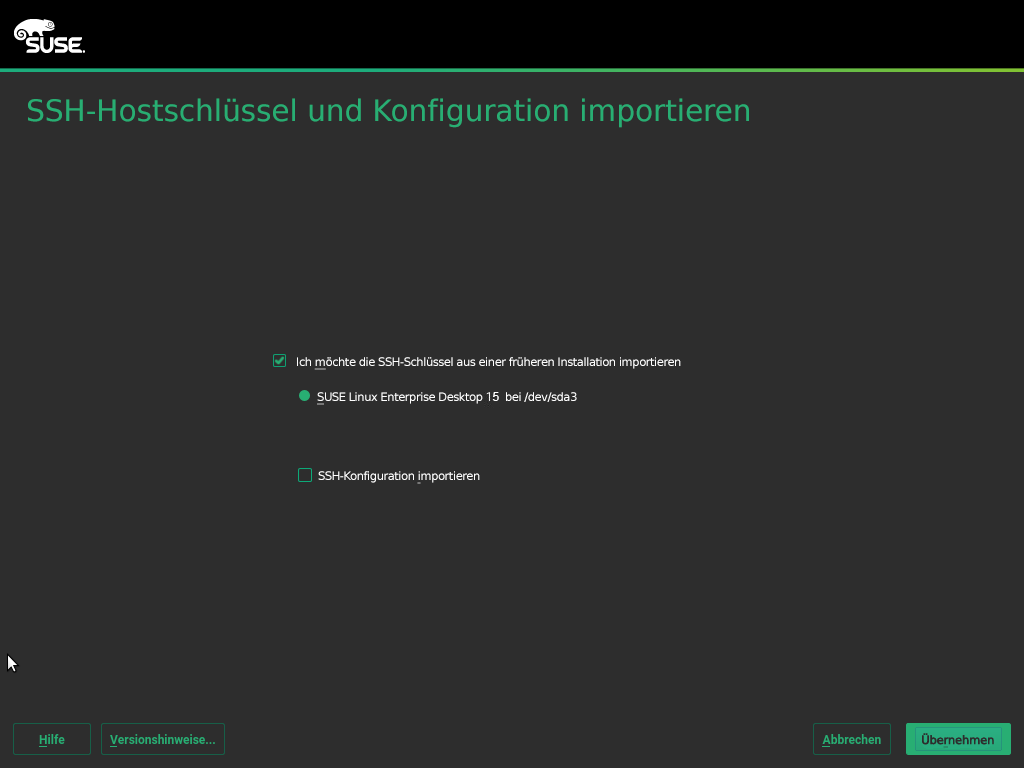 SUSE
SSH-Hostschlüssel und Konfiguration importieren
Ich möchte die SSH-Schlüssel aus einer früheren Installation importieren
SUSE Linux Enterprise Desktop 15 bei /dev/sda3
SSH-Konfiguration importieren
Hilfe
Versionshinweise...
Abbrechen
Übernehmen